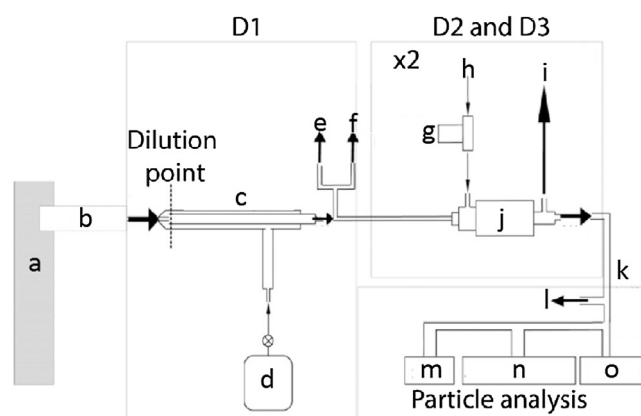 D1
D2 and D3
x2
h
i
e
f
g
Dilution
point
c
b
j
a
k
l
d
m
n
o
Particle analysis